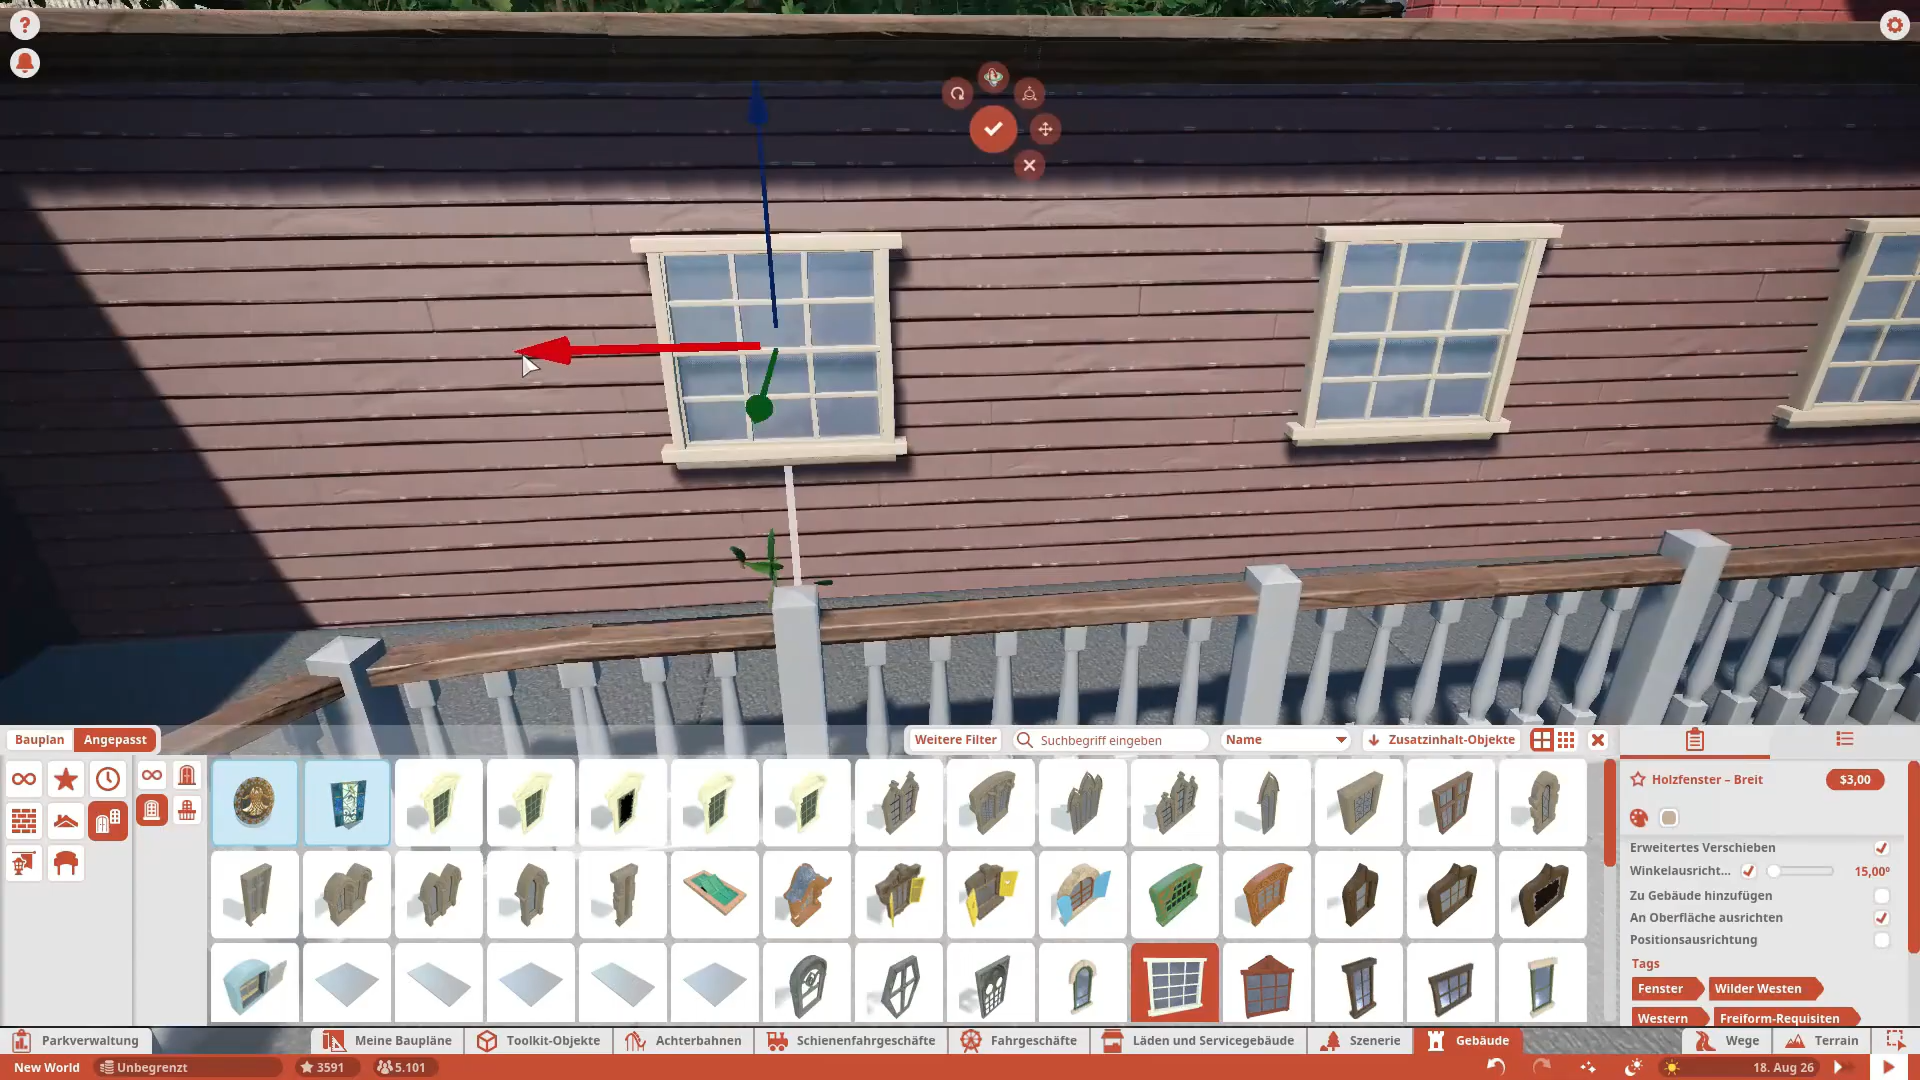 ?
Bauplan
Angepasst
Weitere Filter
Suchbegriff eingeben
Name
Zusatzinhalt-Objekte
Holzfenster – Breit
$3,00
Erweitertes Verschieben
Winkelausricht...
15,00°
Zu Gebäude hinzufügen
An Oberfläche ausrichten
Positionsausrichtung
Tags
Fenster
Wilder Westen
Western
Freiform-Requisiten
Parkverwaltung
Meine Baupläne
Toolkit-Objekte
Achterbahnen
Schienenfahrgeschäfte
Fahrgeschäfte
Läden und Servicegebäude
Szenerie
Gebäude
Wege
Terrain
New World
Unbegrenzt
3591
5.101
18. Aug 26